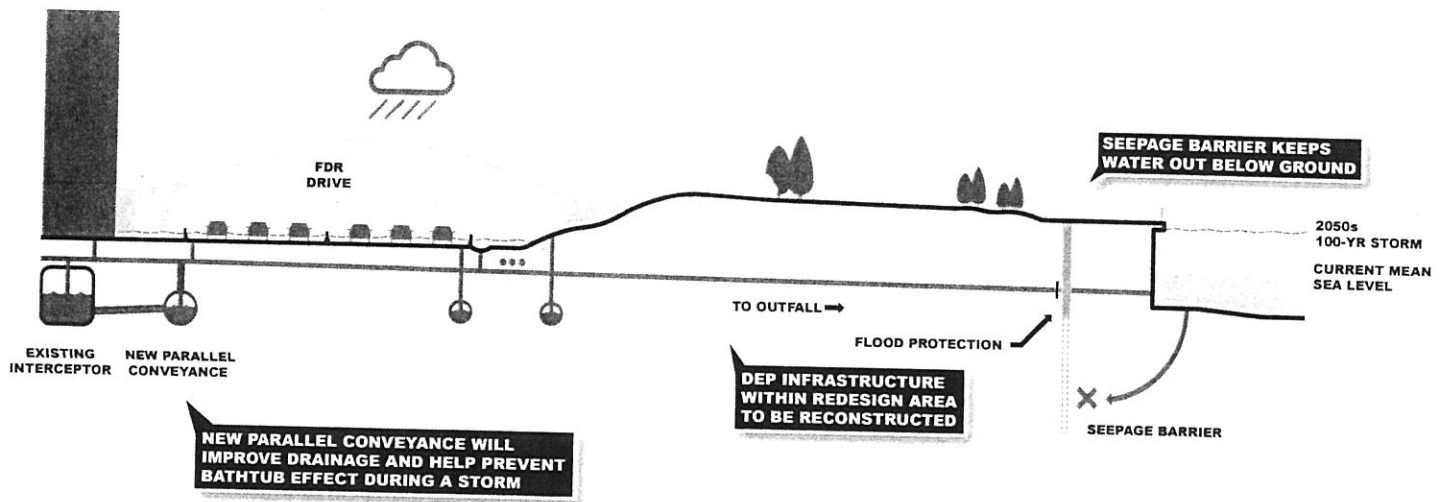 FDR
DRIVE
SEEPAGE BARRIER KEEPS
WATER OUT BELOW GROUND
2050s
100-YR STORM
CURRENT MEAN
SEA LEVEL
TO OUTFALL
FLOOD PROTECTION
EXISTING
INTERCEPTOR
NEW PARALLEL
CONVEYANCE
DEP INFRASTRUCTURE
WITHIN REDESIGN AREA
TO BE RECONSTRUCTED
SEEPAGE BARRIER
NEW PARALLEL CONVEYANCE WILL
IMPROVE DRAINAGE AND HELP PREVENT
BATHTUB EFFECT DURING A STORM